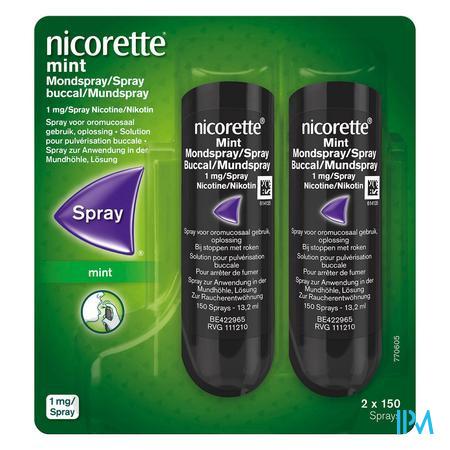 nicorette®
mint
Mondspray/Spray
buccal/Mundspray
1 mg/Spray Nicotine/Nikotin
Spray voor oromucosaal
gebruik, oplossing • Solution
pour pulvérisation buccale •
Spray zur Anwendung in der
Mundhöhle, Lösung
Spray®
mint
1 mg/
Spray
nicorette®
Mint
Mondspray/Spray
Buccal/Mundspray
1 mg/Spray
Nicotine/Nikotin
614135
Spray voor oromucosaal gebruik,
oplossing
Bij stoppen met roken
Solution pour pulvérisation
buccale
Pour arrêter de fumer
Spray zur Anwendung in der
Mundhöhle, Lösung
Zur Raucherentwöhnung
150 Sprays - 13,2 ml
BE422965
RVG 111210
nicorette®
Mint
Mondspray/Spray
Buccal/Mundspray
1 mg/Spray
Nicotine/Nikotin
614135
Spray voor oromucosaal gebruik,
oplossing
Bij stoppen met roken
Solution pour pulvérisation
buccale
Pour arrêter de fumer
Spray zur Anwendung in der
Mundhöhle, Lösung
Zur Raucherentwöhnung
150 Sprays - 13,2 ml
BE422965
RVG 111210
770605
2 x 150
Sprays
IPM